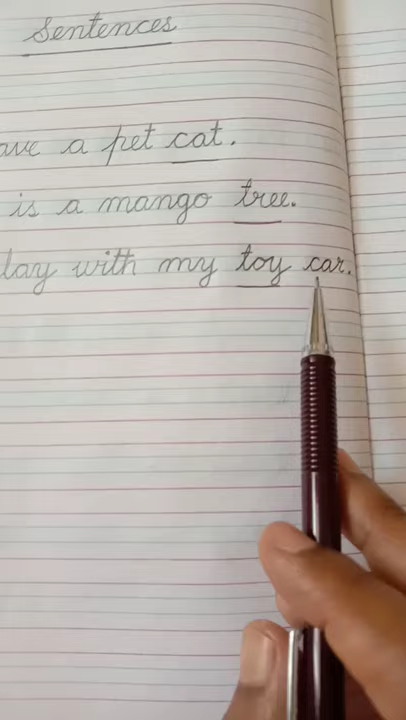 Sentences
ave a pet cat.
is a mango tree.
lay with my toy car.